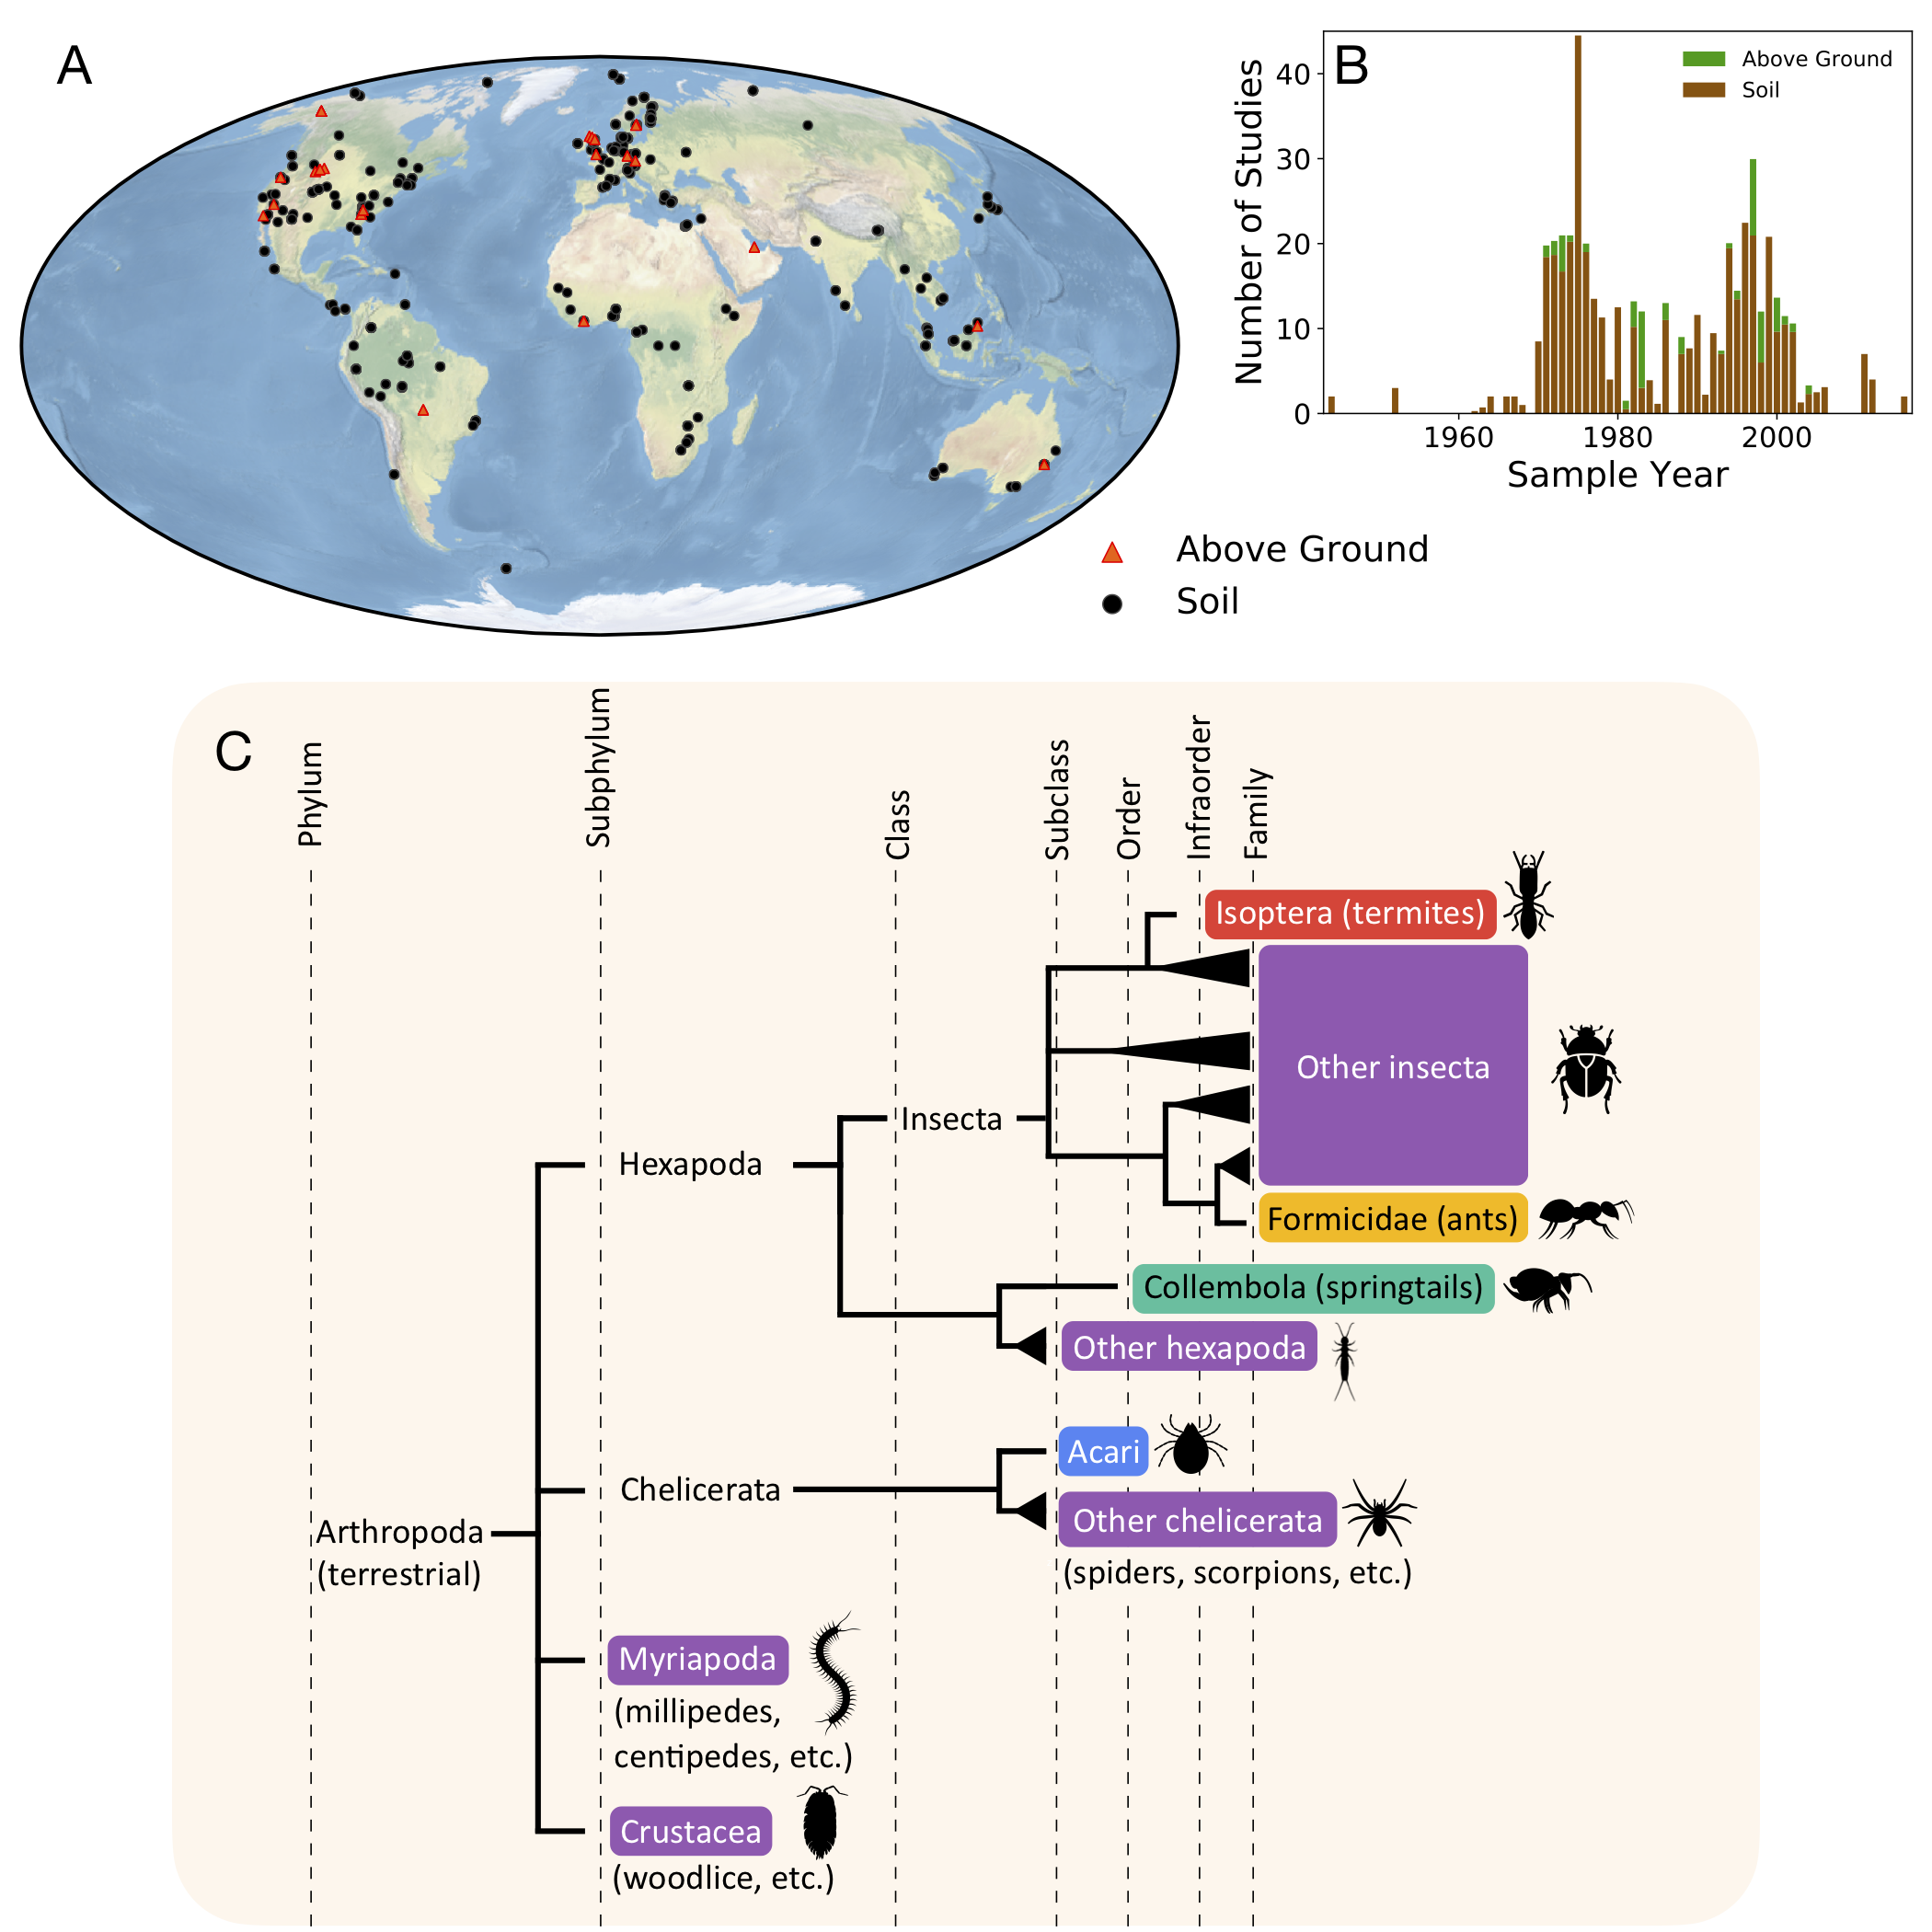 A
B
Above Ground
Soil
Number of Studies
40
30
20
10
0
1960
1980
2000
Sample Year
Above Ground
Soil
C
Phylum
Subphylum
Class
Subclass
Order
Infraorder
Family
Isoptera (termites)
Other insecta
Insecta
Hexapoda
Formicidae (ants)
Collembola (springtails)
Other hexapoda
Acari
Chelicerata
Other chelicerata
(spiders, scorpions, etc.)
Arthropoda
(terrestrial)
Myriapoda
(millipedes,
centipedes, etc.)
Crustacea
(woodlice, etc.)